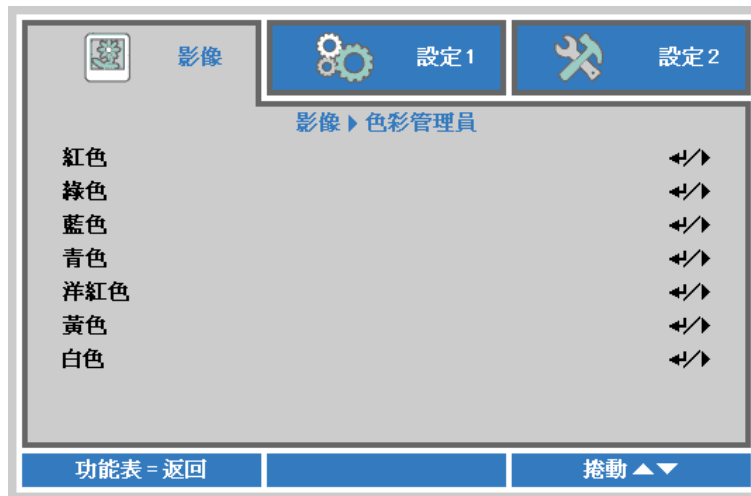 影像 設定1 設定2
影像 ▶ 色彩管理員
紅色 ↵/▶
綠色 ↵/▶
藍色 ↵/▶
青色 ↵/▶
洋紅色 ↵/▶
黃色 ↵/▶
白色 ↵/▶
功能表 = 返回 捲動 ▲▼